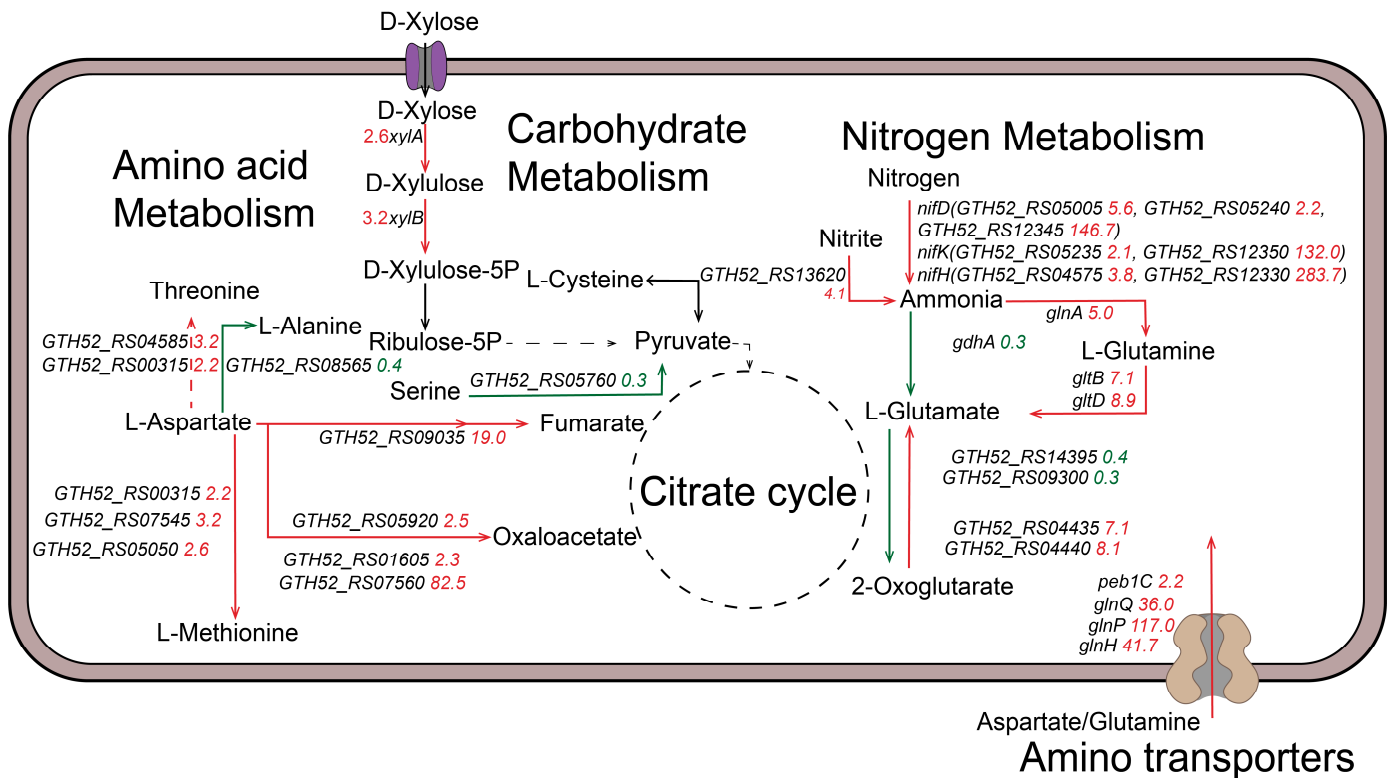 D-Xylose
D-Xylose
2.6xylA
D-Xylulose
3.2xylB
D-Xylulose-5P
Ribulose-5P
Carbohydrate
Metabolism
Amino acid
Metabolism
Threonine
GTH52_RS04585 3.2
GTH52_RS00315 2.2
L-Alanine
GTH52_RS08565 0.4
L-Aspartate
L-Cysteine
Pyruvate
Serine
GTH52_RS05760 0.3
GTH52_RS09035 19.0
Fumarate
GTH52_RS00315 2.2
GTH52_RS07545 3.2
GTH52_RS05050 2.6
L-Methionine
GTH52_RS05920 2.5
GTH52_RS01605 2.3
GTH52_RS07560 82.5
Oxaloacetate
Citrate cycle
Nitrogen Metabolism
Nitrogen
nifD(GTH52_RS05005 5.6, GTH52_RS05240 2.2,
GTH52_RS12345 146.7)
nifK(GTH52_RS05235 2.1, GTH52_RS12350 132.0)
nifH(GTH52_RS04575 3.8, GTH52_RS12330 283.7)
Nitrite
GTH52_RS13620
4.1
Ammonia
glnA 5.0
gdhA 0.3
L-Glutamine
gltB 7.1
gltD 8.9
L-Glutamate
GTH52_RS14395 0.4
GTH52_RS09300 0.3
GTH52_RS04435 7.1
GTH52_RS04440 8.1
2-Oxoglutarate
peb1C 2.2
glnQ 36.0
glnP 117.0
glnH 41.7
Aspartate/Glutamine
Amino transporters